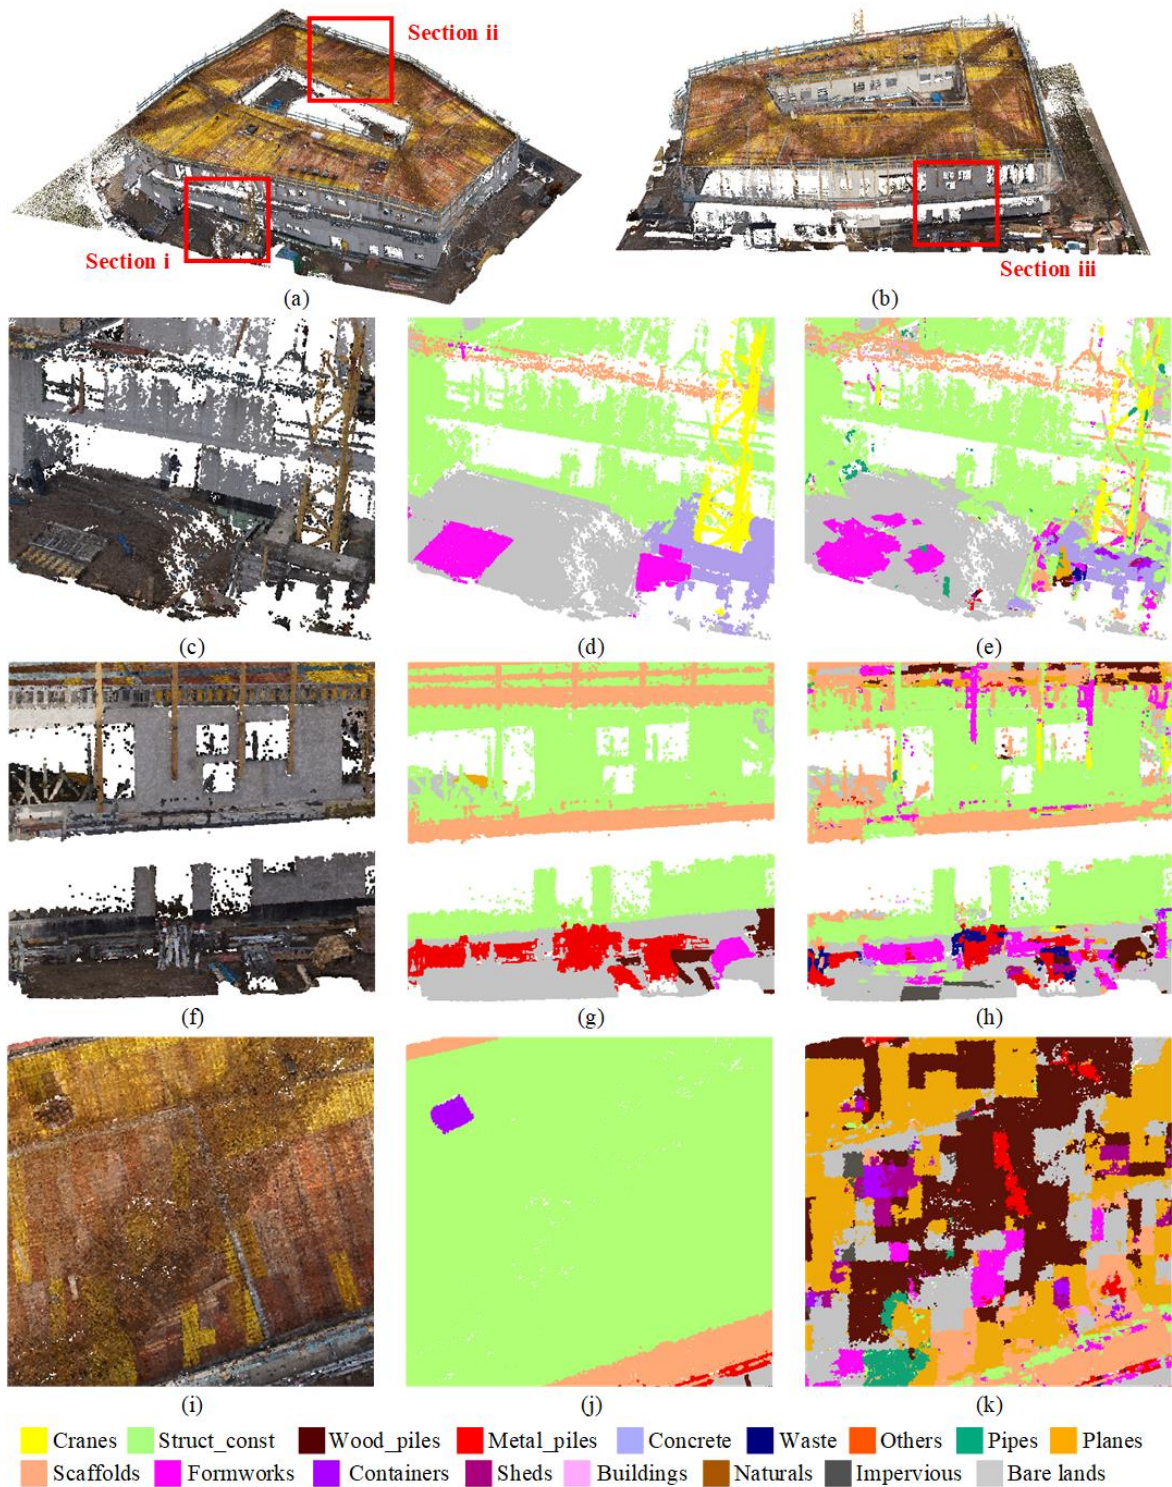 Section ii
Section i
Section iii
(a)
(b)
(c)
(d)
(e)
(f)
(g)
(h)
(i)
(j)
(k)
Cranes Struct_const Wood_piles Metal_piles Concrete Waste Others Pipes Planes
Scaffolds Formworks Containers Sheds Buildings Naturals Impervious Bare lands